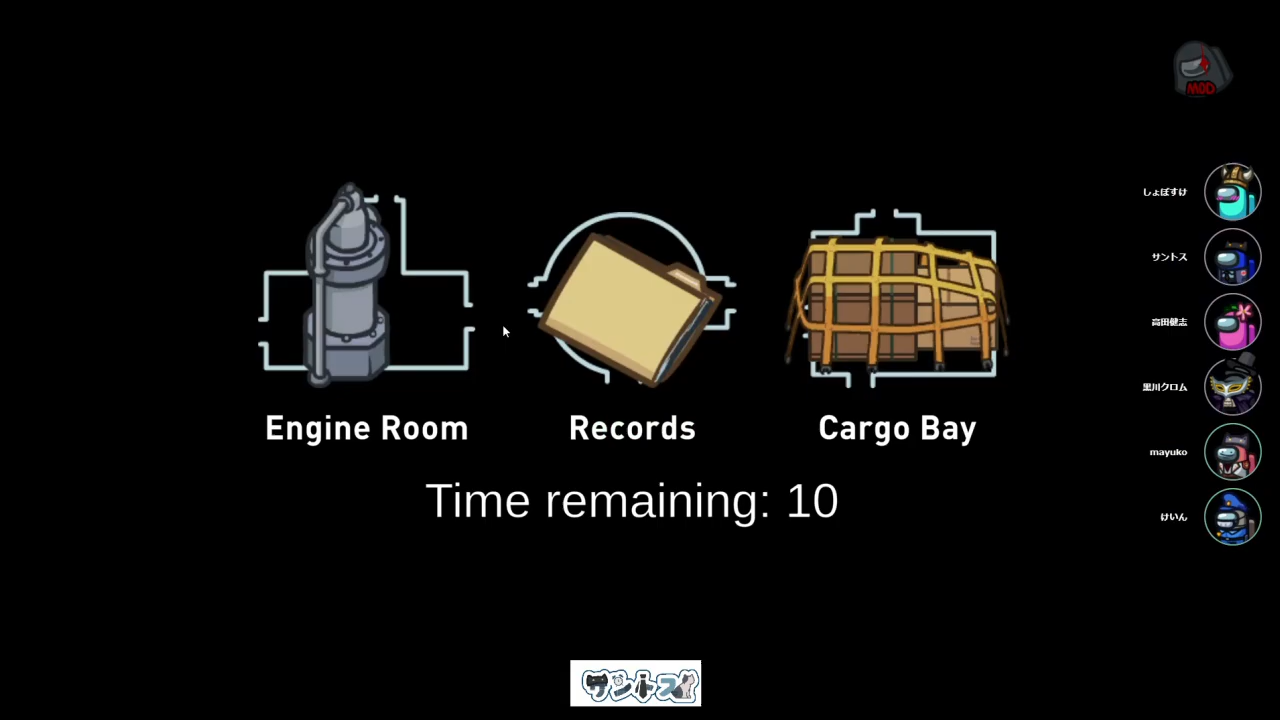 MOD
しょぼすけ
サントス
高田健志
黒川クロム
mayuko
けいん
Engine Room
Records
Cargo Bay
Time remaining: 10
サントス